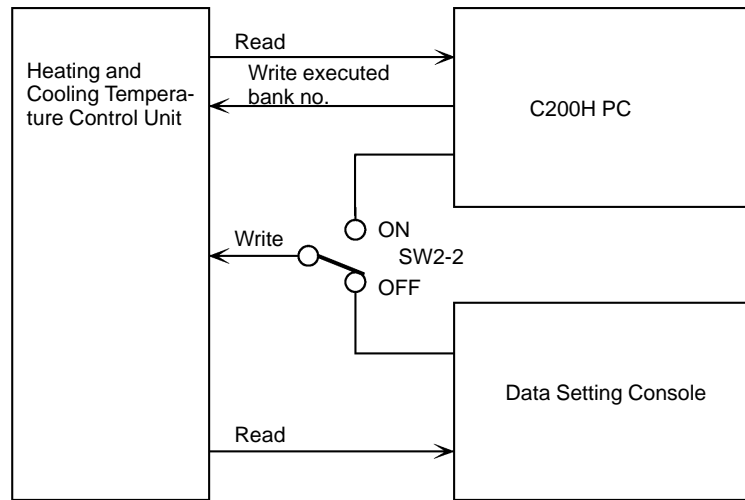 Read
Heating and
Cooling Tempera-
ture Control Unit
Write executed
bank no.
C200H PC
ON
Write
SW2-2
OFF
Data Setting Console
Read